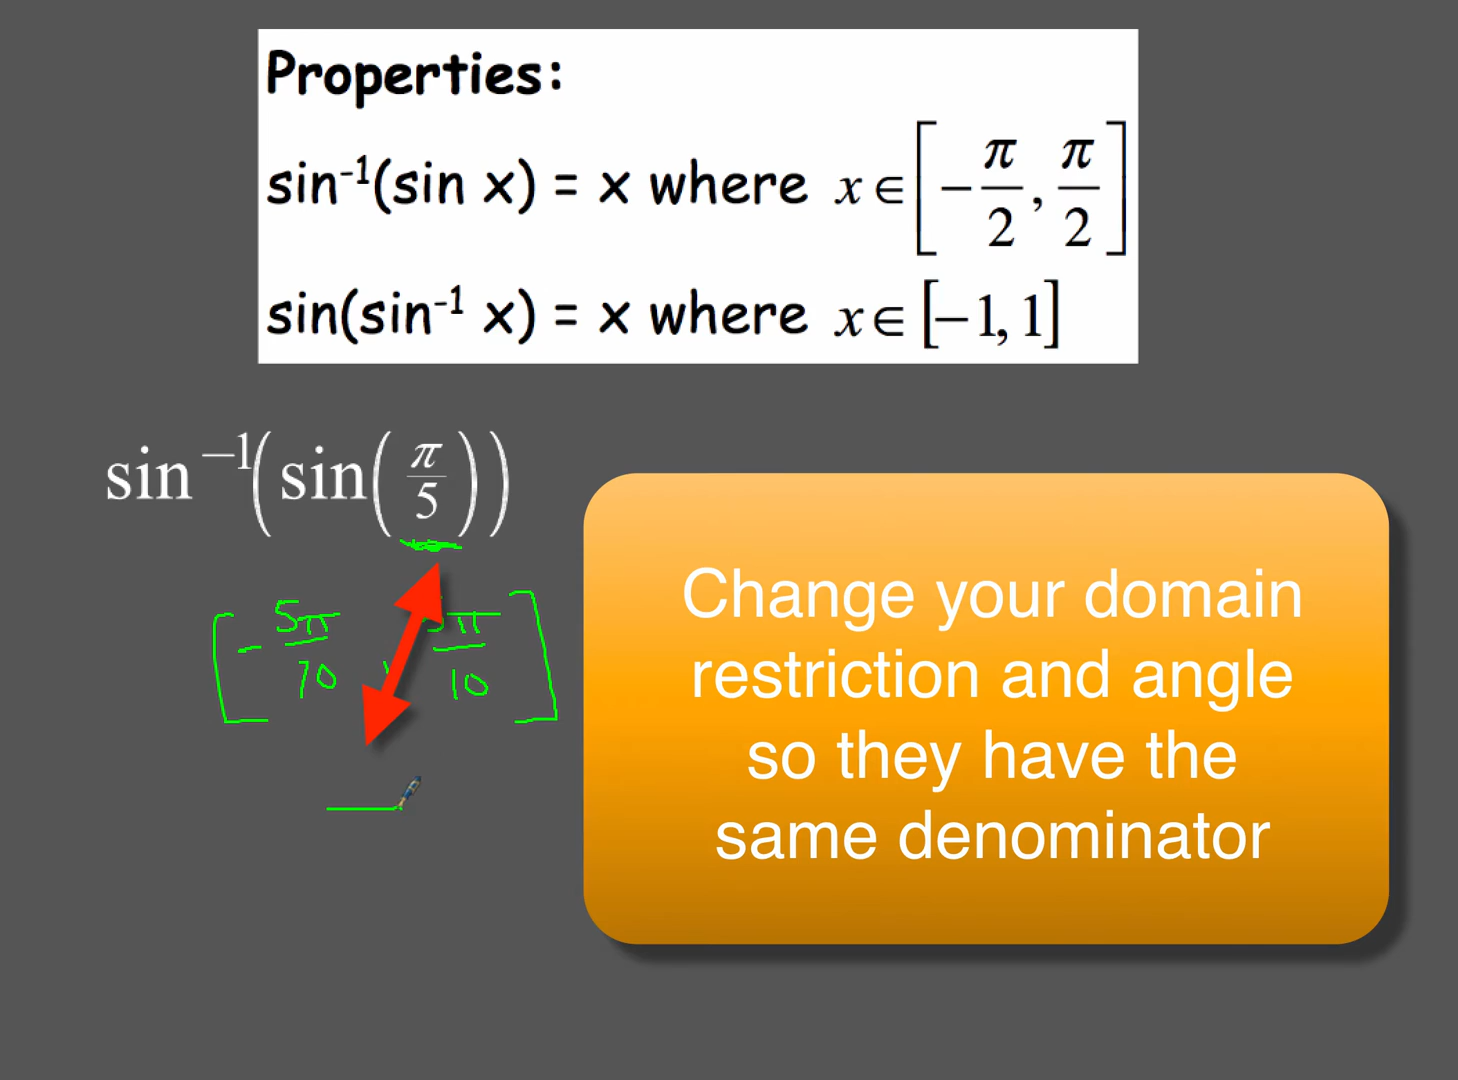 Properties:
sin⁻¹(sin x) = x where x ∈ [−π/2, π/2]
sin(sin⁻¹ x) = x where x ∈ [−1, 1]
sin⁻¹(sin(π/5))
[-5π/10, 5π/10]
Change your domain
restriction and angle
so they have the
same denominator